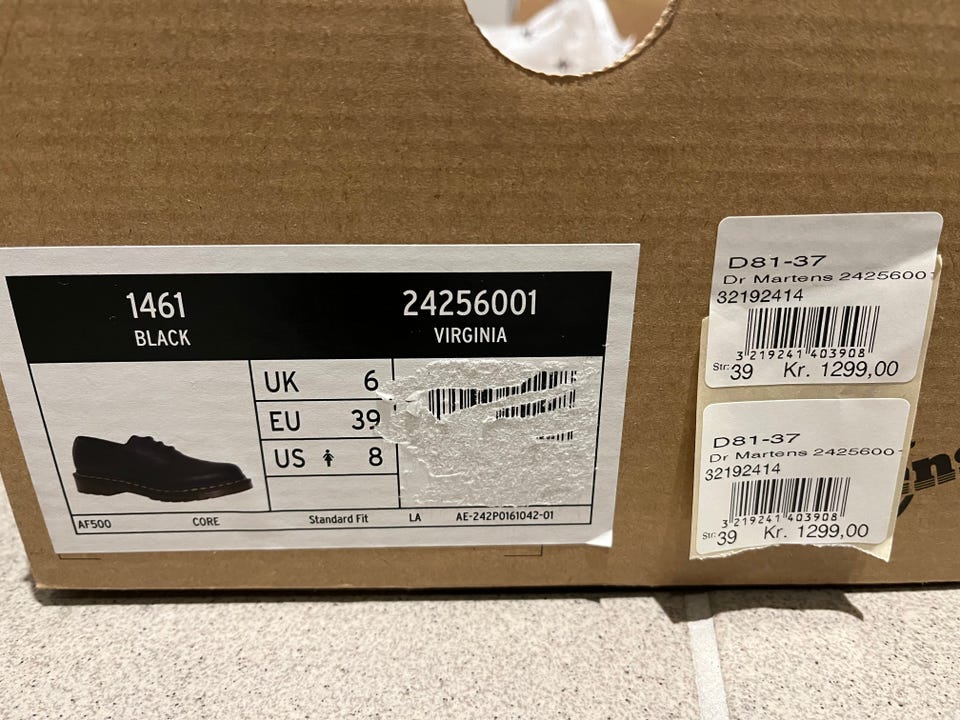 1461
BLACK
24256001
VIRGINIA
UK 6
EU 39
US 8
AF500 CORE Standard Fit LA AE-242P0161042-01
D81-37
Dr Martens 24256001
32192414
3 219241 403908
Str: 39 Kr. 1299,00
D81-37
Dr Martens 2425600
32192414
3 219241 403908
Str: 39 Kr. 1299,00